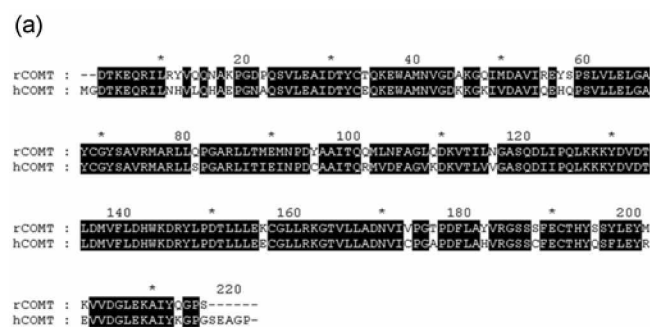 (a)
* 20 * 40 * 60
rCOMT : --DTKEQRILRYVQQNAKPGDPQSVLEAIDTYCTQKEWAMNVGDAKGQIMDAVIREYSPSLVLELGA
hCOMT : MGDTKEQRILNHVLQHAEPGNAQSVLEAIDTYCEQKEWAMNVGDKKGKIVDAVIQEHQPSVLLELGA
* 80 * 100 * 120 *
rCOMT : YCGYSAVRMARLLQPGARLLTMEMNPDYAAITQQMLNFAGLQDKVTILNGASQDLIPQLKKKYDVDT
hCOMT : YCGYSAVRMARLLSPGARLITIEINPDCAAITQRMVDFAGVKDKVTLVVGASQDIIPQLKKKYDVDT
140 * 160 * 180 * 200
rCOMT : LDMVFLDHWKDRYLPDTLLLEKCGLLRKGTVLLADNVIVPGTPDFLAYVRGSSSFECTHYSSYLEYM
hCOMT : LDMVFLDHWKDRYLPDTLLLEECGLLRKGTVLLADNVICPGAPDFLAHVRGSSCFECTHYQSFLEYR
* 220
rCOMT : KVVDGLEKAIYQGPS------
hCOMT : EVVDGLEKAIYKGPGSEAGP-